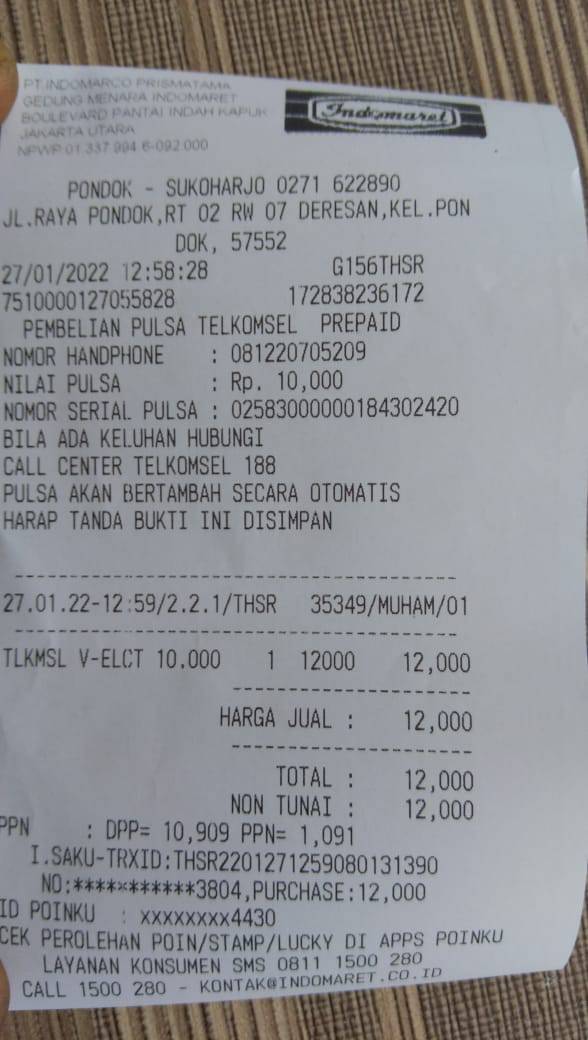 PT.INDOMARCO PRISMATAMA
GEDUNG MENARA INDOMARET
BOULEVARD PANTAI INDAH KAPUK
JAKARTA UTARA
NPWP 01.337.994.6-092.000
Indomaret
PONDOK - SUKOHARJO 0271 622890
JL.RAYA PONDOK,RT 02 RW 07 DERESAN,KEL.PON
DOK, 57552
27/01/2022 12:58:28 G156THSR
7510000127055828 172838236172
PEMBELIAN PULSA TELKOMSEL PREPAID
NOMOR HANDPHONE : 081220705209
NILAI PULSA : Rp. 10,000
NOMOR SERIAL PULSA : 02583000000184302420
BILA ADA KELUHAN HUBUNGI
CALL CENTER TELKOMSEL 188
PULSA AKAN BERTAMBAH SECARA OTOMATIS
HARAP TANDA BUKTI INI DISIMPAN
27.01.22-12:59/2.2.1/THSR 35349/MUHAM/01
TLKMSL V-ELCT 10.000 1 12000 12,000
HARGA JUAL : 12,000
TOTAL : 12,000
NON TUNAI : 12,000
PPN : DPP= 10,909 PPN= 1,091
I.SAKU-TRXID:THSR2201271259080131390
NO:***********3804,PURCHASE:12,000
ID POINKU : xxxxxxxx4430
CEK PEROLEHAN POIN/STAMP/LUCKY DI APPS POINKU
LAYANAN KONSUMEN SMS 0811 1500 280
CALL 1500 280 - KONTAK@INDOMARET.CO.ID